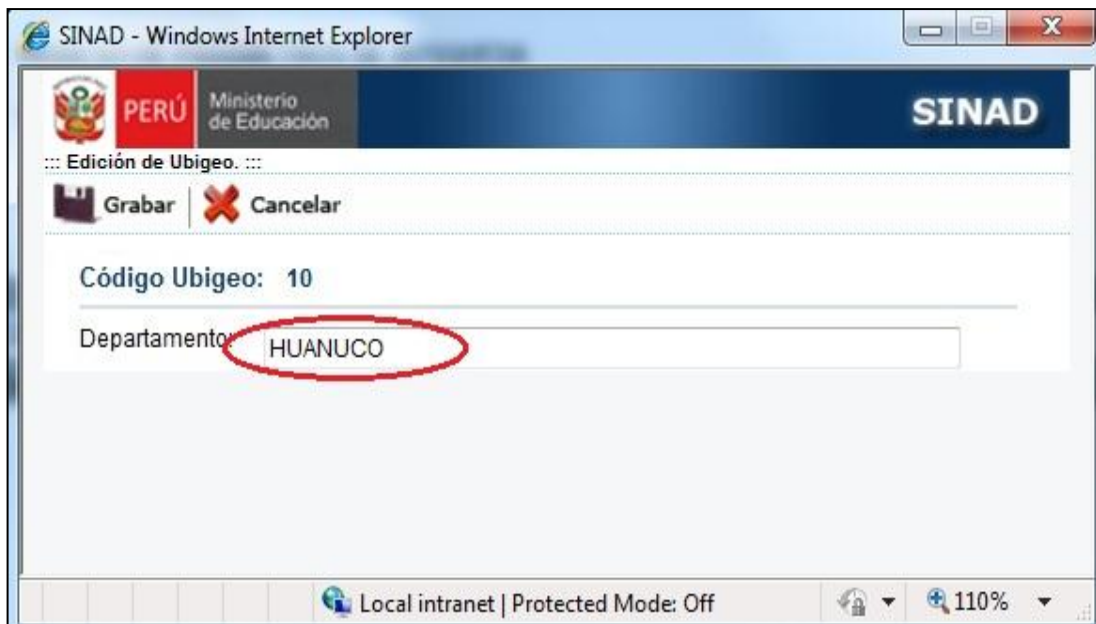 SINAD - Windows Internet Explorer
PERÚ
Ministerio
de Educación
SINAD
::: Edición de Ubigeo. :::
Grabar
Cancelar
Código Ubigeo: 10
Departamento:
HUANUCO
Local intranet | Protected Mode: Off
110%